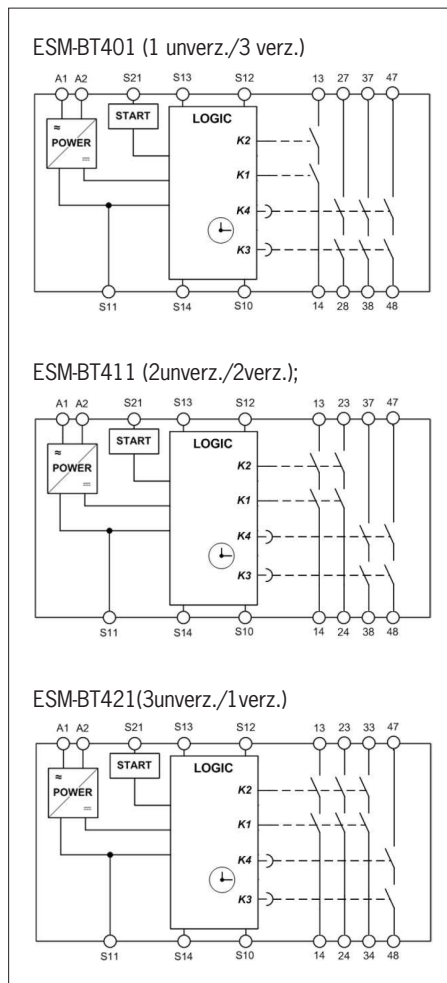 ESM-BT401 (1 unverz./3 verz.)
A1 A2 S21 S13 S12 13 27 37 47
START LOGIC
≈ POWER ⎓
K2
K1
K4
K3
S11 S14 S10 14 28 38 48
ESM-BT411 (2unverz./2verz.);
A1 A2 S21 S13 S12 13 23 37 47
START LOGIC
≈ POWER ⎓
K2
K1
K4
K3
S11 S14 S10 14 24 38 48
ESM-BT421(3unverz./1verz.)
A1 A2 S21 S13 S12 13 23 33 47
START LOGIC
≈ POWER ⎓
K2
K1
K4
K3
S11 S14 S10 14 24 34 48